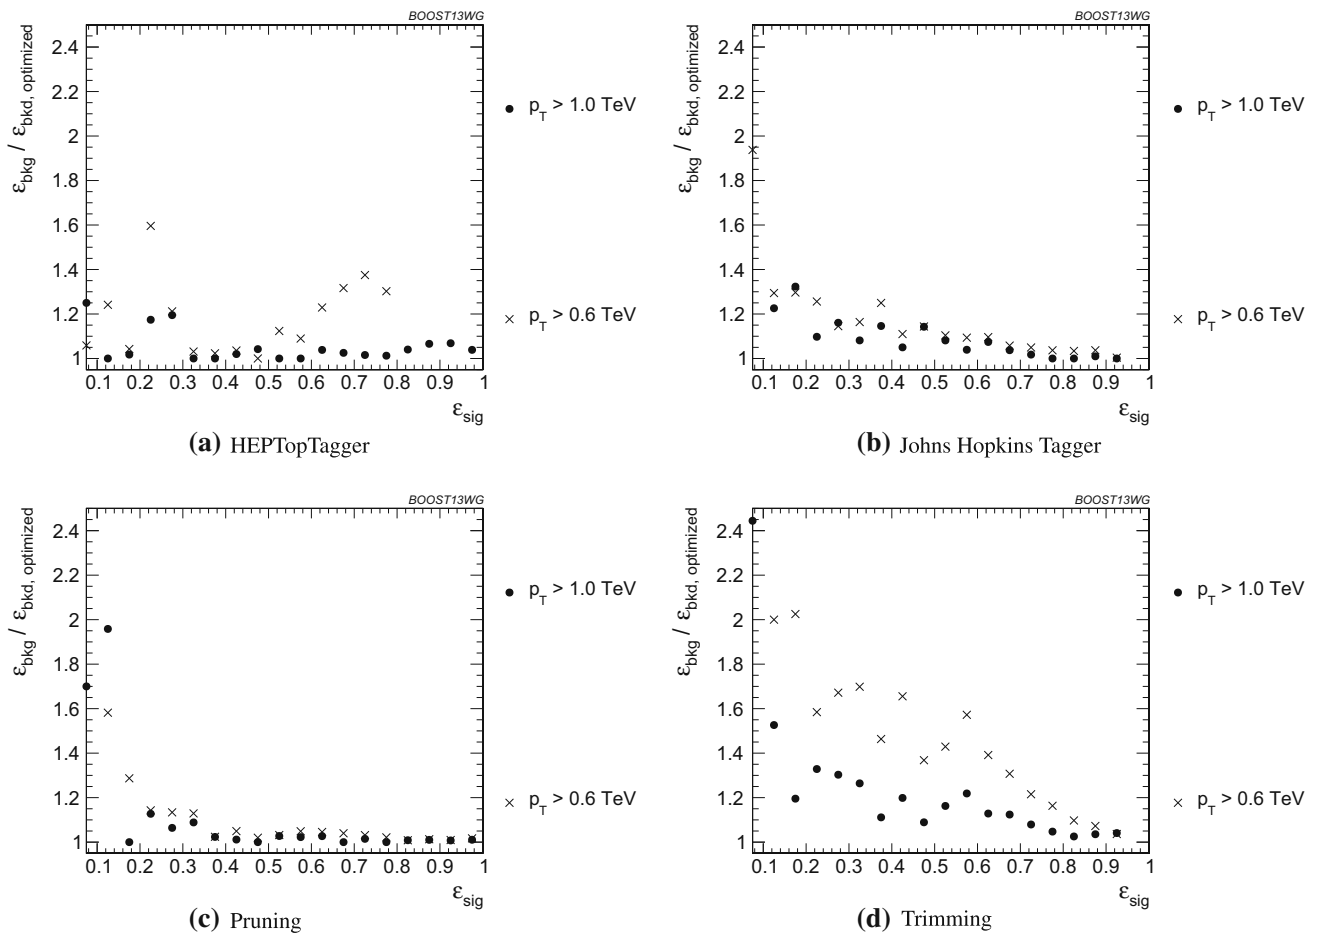 BOOST13WG
ε_bkg / ε_bkd, optimized
2.4
2.2
2
1.8
1.6
1.4
1.2
1
0.1 0.2 0.3 0.4 0.5 0.6 0.7 0.8 0.9 1
ε_sig
p_T > 1.0 TeV
p_T > 0.6 TeV
(a) HEPTopTagger
BOOST13WG
ε_bkg / ε_bkd, optimized
2.4
2.2
2
1.8
1.6
1.4
1.2
1
0.1 0.2 0.3 0.4 0.5 0.6 0.7 0.8 0.9 1
ε_sig
p_T > 1.0 TeV
p_T > 0.6 TeV
(b) Johns Hopkins Tagger
BOOST13WG
ε_bkg / ε_bkd, optimized
2.4
2.2
2
1.8
1.6
1.4
1.2
1
0.1 0.2 0.3 0.4 0.5 0.6 0.7 0.8 0.9 1
ε_sig
p_T > 1.0 TeV
p_T > 0.6 TeV
(c) Pruning
BOOST13WG
ε_bkg / ε_bkd, optimized
2.4
2.2
2
1.8
1.6
1.4
1.2
1
0.1 0.2 0.3 0.4 0.5 0.6 0.7 0.8 0.9 1
ε_sig
p_T > 1.0 TeV
p_T > 0.6 TeV
(d) Trimming